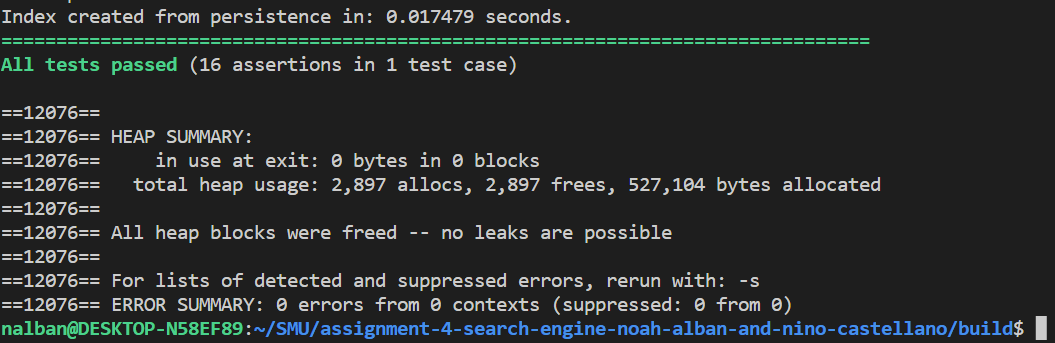 Index created from persistence in: 0.017479 seconds.
===============================================================================
All tests passed (16 assertions in 1 test case)
==12076==
==12076== HEAP SUMMARY:
==12076==     in use at exit: 0 bytes in 0 blocks
==12076==   total heap usage: 2,897 allocs, 2,897 frees, 527,104 bytes allocated
==12076==
==12076== All heap blocks were freed -- no leaks are possible
==12076==
==12076== For lists of detected and suppressed errors, rerun with: -s
==12076== ERROR SUMMARY: 0 errors from 0 contexts (suppressed: 0 from 0)
nalban@DESKTOP-N58EF89:~/SMU/assignment-4-search-engine-noah-alban-and-nino-castellano/build$